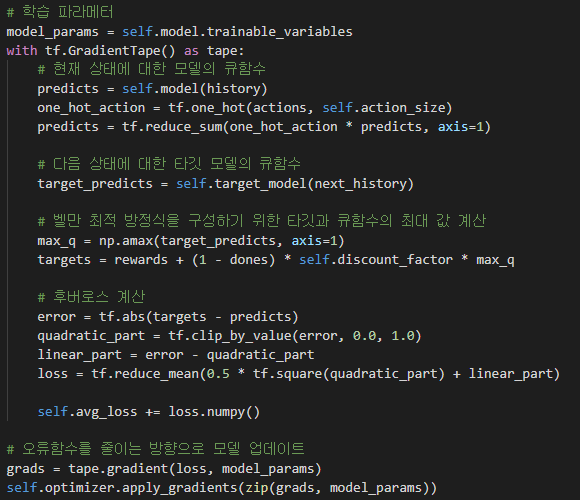 # 학습 파라메터
model_params = self.model.trainable_variables
with tf.GradientTape() as tape:
    # 현재 상태에 대한 모델의 큐함수
    predicts = self.model(history)
    one_hot_action = tf.one_hot(actions, self.action_size)
    predicts = tf.reduce_sum(one_hot_action * predicts, axis=1)

    # 다음 상태에 대한 타깃 모델의 큐함수
    target_predicts = self.target_model(next_history)

    # 벨만 최적 방정식을 구성하기 위한 타깃과 큐함수의 최대 값 계산
    max_q = np.amax(target_predicts, axis=1)
    targets = rewards + (1 - dones) * self.discount_factor * max_q

    # 후버로스 계산
    error = tf.abs(targets - predicts)
    quadratic_part = tf.clip_by_value(error, 0.0, 1.0)
    linear_part = error - quadratic_part
    loss = tf.reduce_mean(0.5 * tf.square(quadratic_part) + linear_part)

    self.avg_loss += loss.numpy()

# 오류함수를 줄이는 방향으로 모델 업데이트
grads = tape.gradient(loss, model_params)
self.optimizer.apply_gradients(zip(grads, model_params))